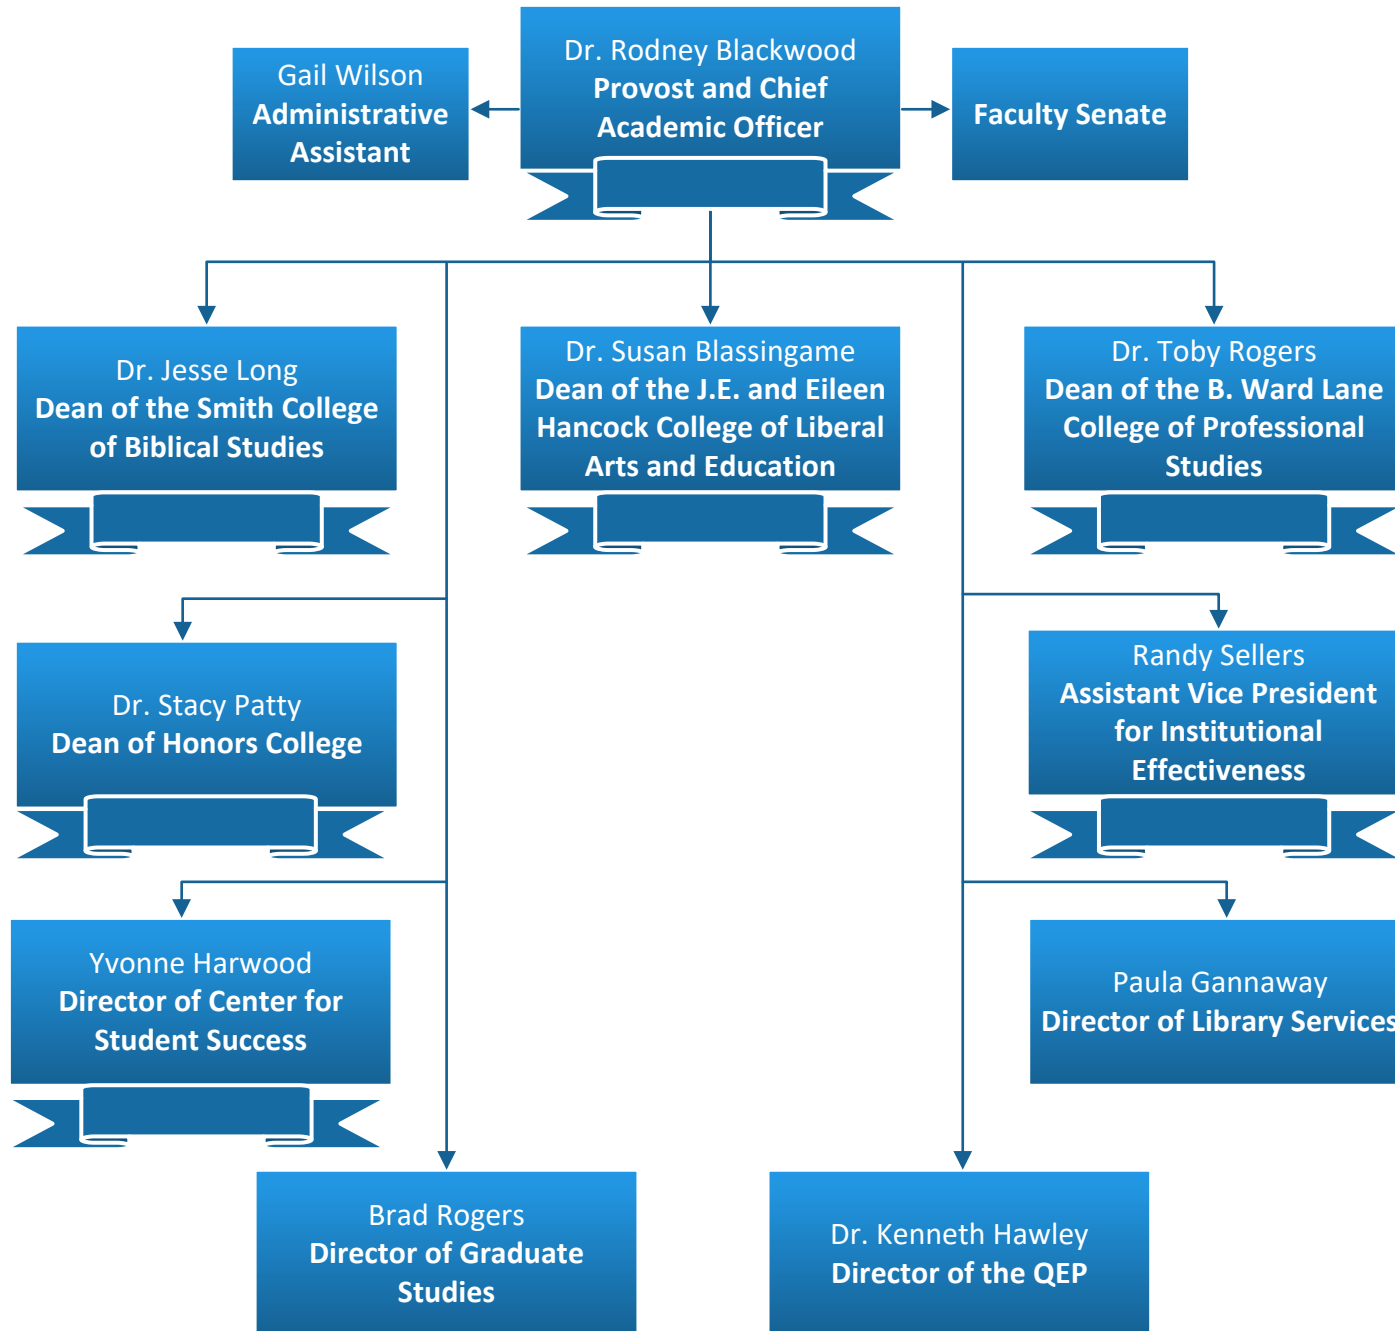 Dr. Rodney Blackwood
Provost and Chief
Academic Officer
Gail Wilson
Administrative
Assistant
Faculty Senate
Dr. Jesse Long
Dean of the Smith College
of Biblical Studies
Dr. Susan Blassingame
Dean of the J.E. and Eileen
Hancock College of Liberal
Arts and Education
Dr. Toby Rogers
Dean of the B. Ward Lane
College of Professional
Studies
Dr. Stacy Patty
Dean of Honors College
Randy Sellers
Assistant Vice President
for Institutional
Effectiveness
Yvonne Harwood
Director of Center for
Student Success
Paula Gannaway
Director of Library Services
Brad Rogers
Director of Graduate
Studies
Dr. Kenneth Hawley
Director of the QEP